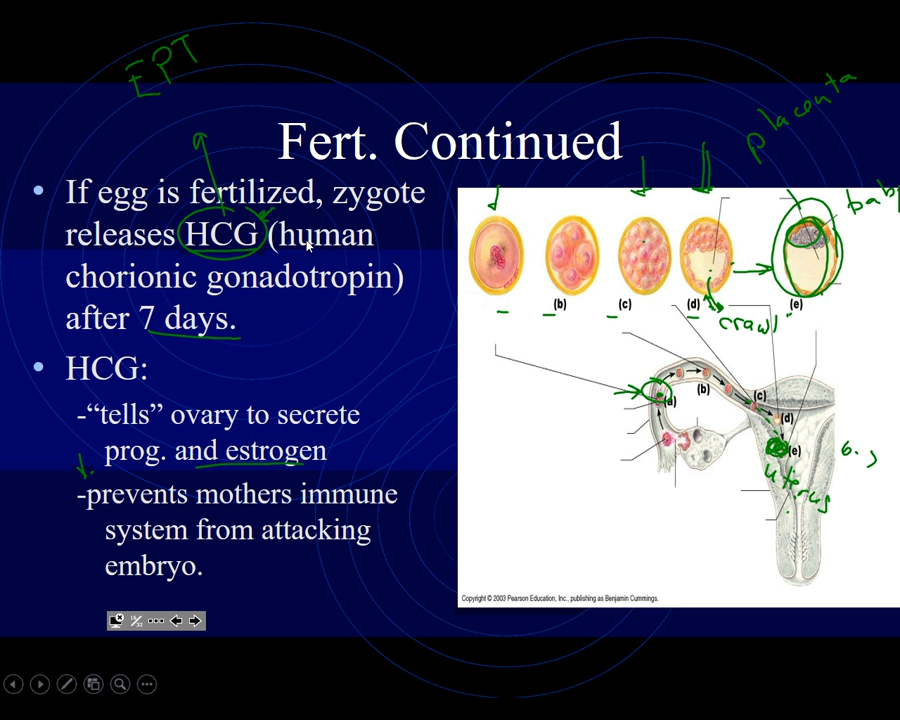 EPT
placenta
Fert. Continued
• If egg is fertilized, zygote
releases HCG (human
chorionic gonadotropin)
after 7 days.
• HCG:
-“tells” ovary to secrete
prog. and estrogen
-prevents mothers immune
system from attacking
embryo.
baby
(b) (c) (d) (e)
crawl
(a)
(b)
(c)
(d)
(e)
uterus
Copyright © 2003 Pearson Education, Inc., publishing as Benjamin Cummings.